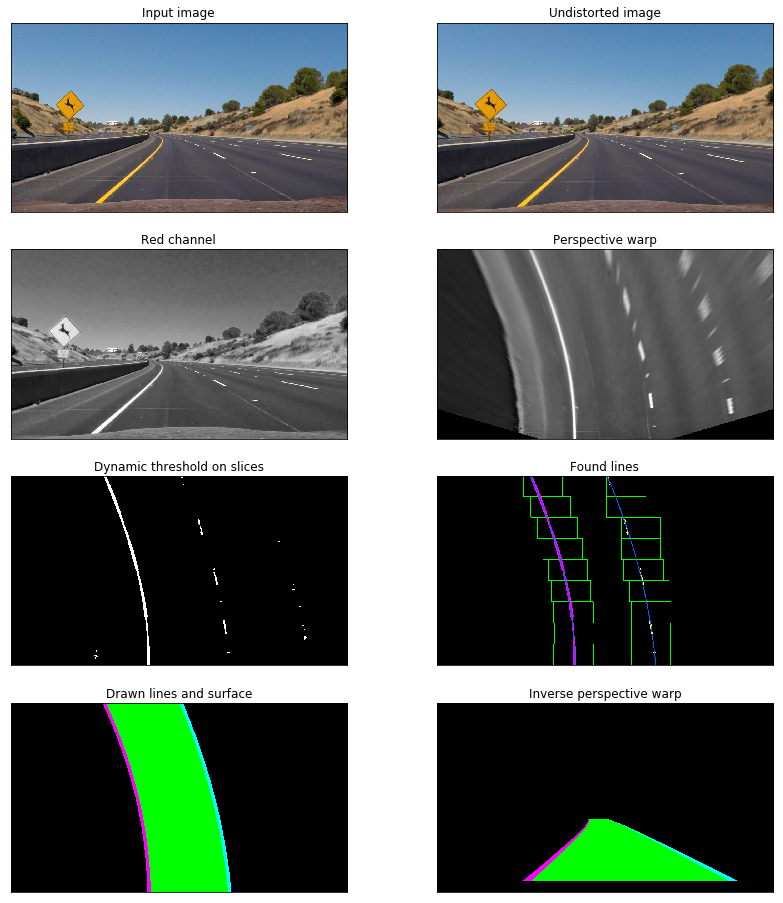 Input image
Undistorted image
Red channel
Perspective warp
Dynamic threshold on slices
Found lines
Drawn lines and surface
Inverse perspective warp